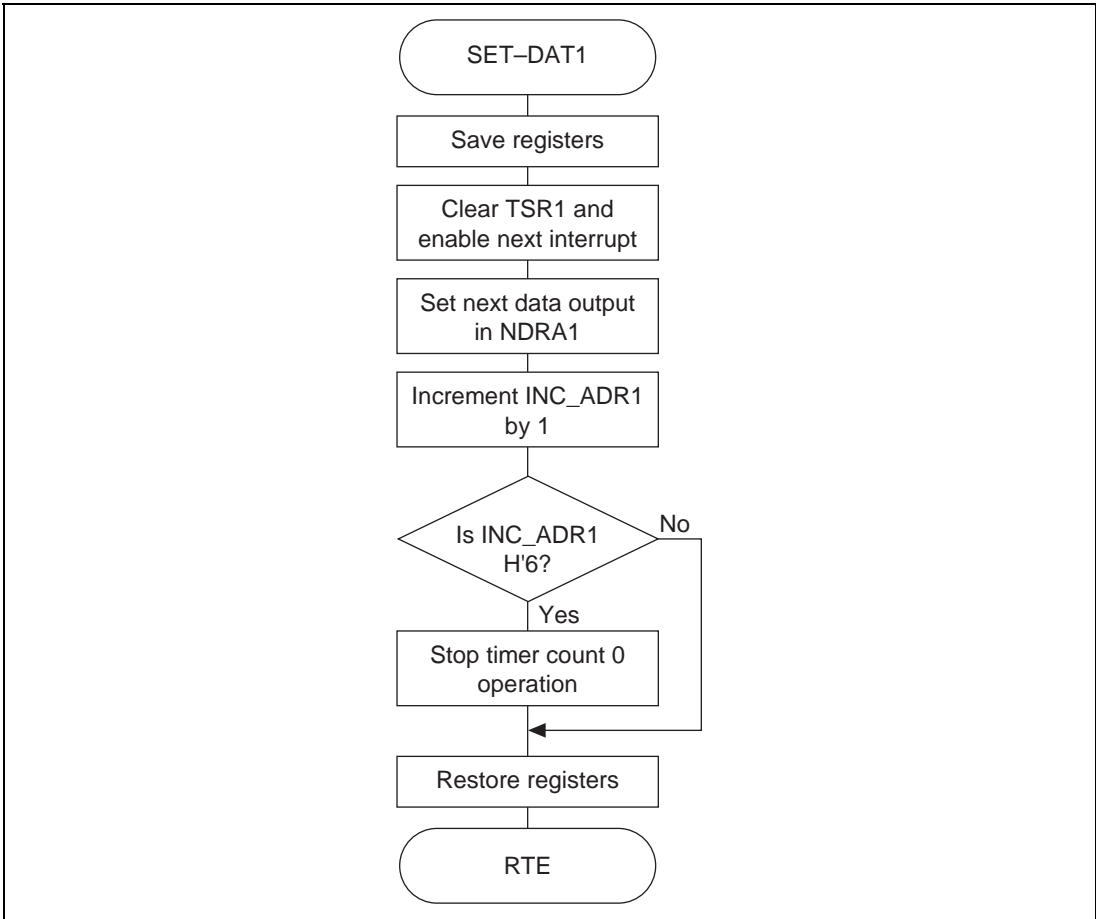 SET–DAT1
Save registers
Clear TSR1 and
enable next interrupt
Set next data output
in NDRA1
Increment INC_ADR1
by 1
Is INC_ADR1
H'6?
No
Yes
Stop timer count 0
operation
Restore registers
RTE